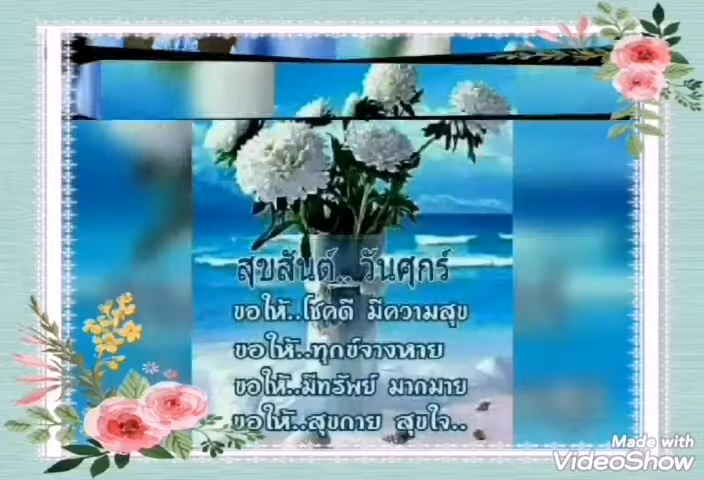 สุขสันต์..วันศุกร์
ขอให้..โชคดี มีความสุข
ขอให้..ทุกข์จางหาย
ขอให้..มีทรัพย์ มากมาย
ขอให้..สุขกาย สุขใจ..
Made with
VideoShow